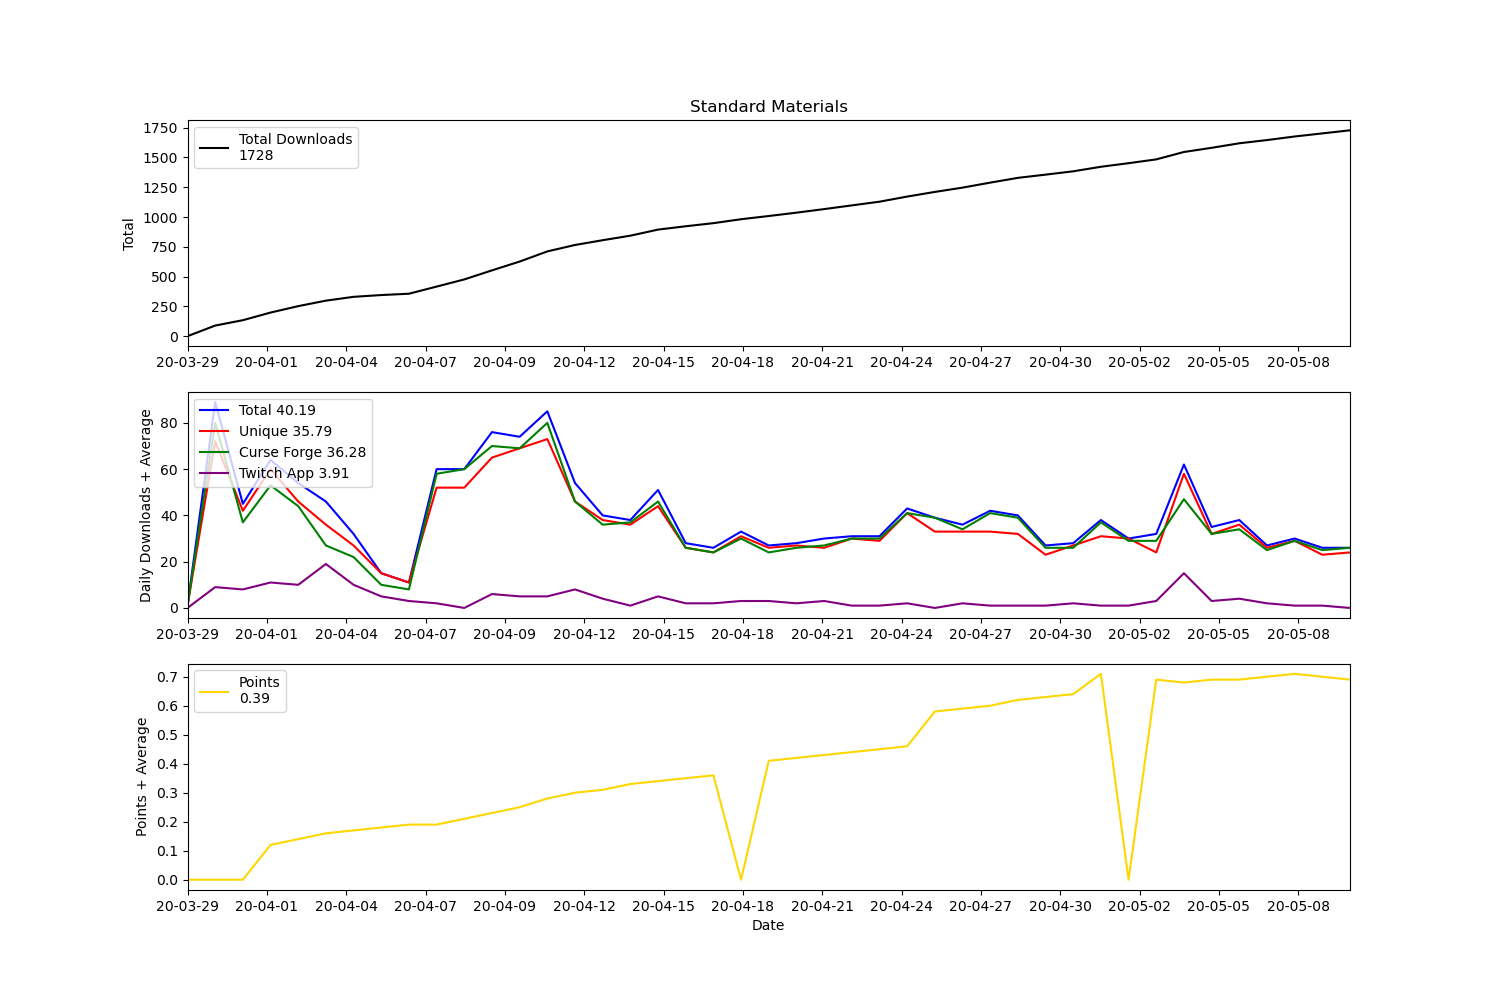 Standard Materials
Total Downloads
1728
Total
1750
1500
1250
1000
750
500
250
0
20-03-29 20-04-01 20-04-04 20-04-07 20-04-09 20-04-12 20-04-15 20-04-18 20-04-21 20-04-24 20-04-27 20-04-30 20-05-02 20-05-05 20-05-08
Total 40.19
Unique 35.79
Curse Forge 36.28
Twitch App 3.91
Daily Downloads + Average
80
60
40
20
0
20-03-29 20-04-01 20-04-04 20-04-07 20-04-09 20-04-12 20-04-15 20-04-18 20-04-21 20-04-24 20-04-27 20-04-30 20-05-02 20-05-05 20-05-08
Points
0.39
Points + Average
0.7
0.6
0.5
0.4
0.3
0.2
0.1
0.0
20-03-29 20-04-01 20-04-04 20-04-07 20-04-09 20-04-12 20-04-15 20-04-18 20-04-21 20-04-24 20-04-27 20-04-30 20-05-02 20-05-05 20-05-08
Date